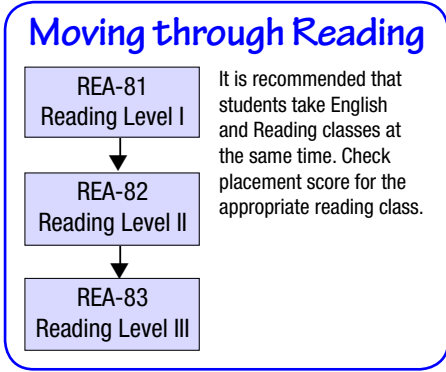 Moving through Reading
REA-81
Reading Level I
REA-82
Reading Level II
REA-83
Reading Level III
It is recommended that
students take English
and Reading classes at
the same time. Check
placement score for the
appropriate reading class.